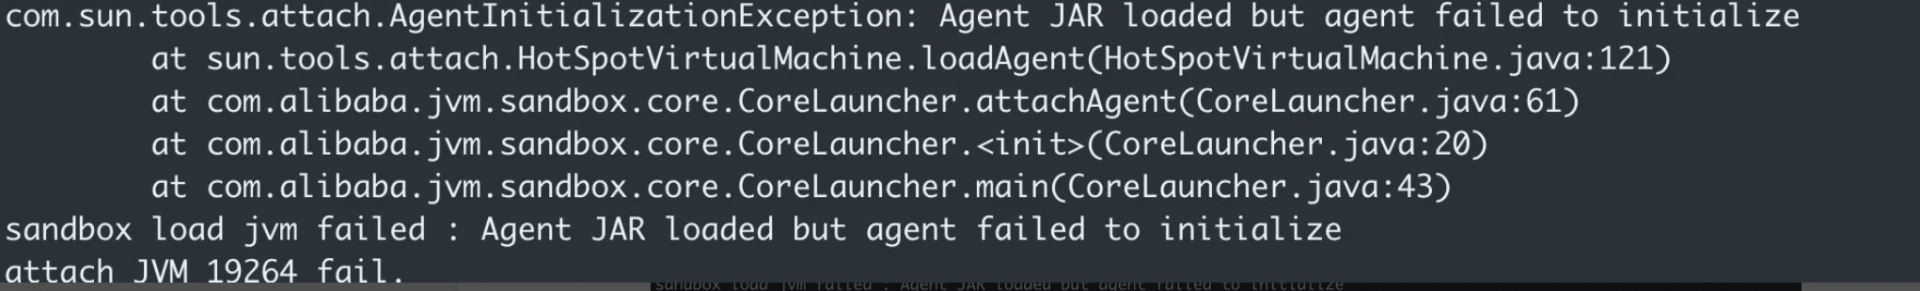 com.sun.tools.attach.AgentInitializationException: Agent JAR loaded but agent failed to initialize
at sun.tools.attach.HotSpotVirtualMachine.loadAgent(HotSpotVirtualMachine.java:121)
at com.alibaba.jvm.sandbox.core.CoreLauncher.attachAgent(CoreLauncher.java:61)
at com.alibaba.jvm.sandbox.core.CoreLauncher.<init>(CoreLauncher.java:20)
at com.alibaba.jvm.sandbox.core.CoreLauncher.main(CoreLauncher.java:43)
sandbox load jvm failed : Agent JAR loaded but agent failed to initialize
attach JVM 19264 fail.
sandbox load jvm failed : Agent JAR loaded but agent failed to initialize